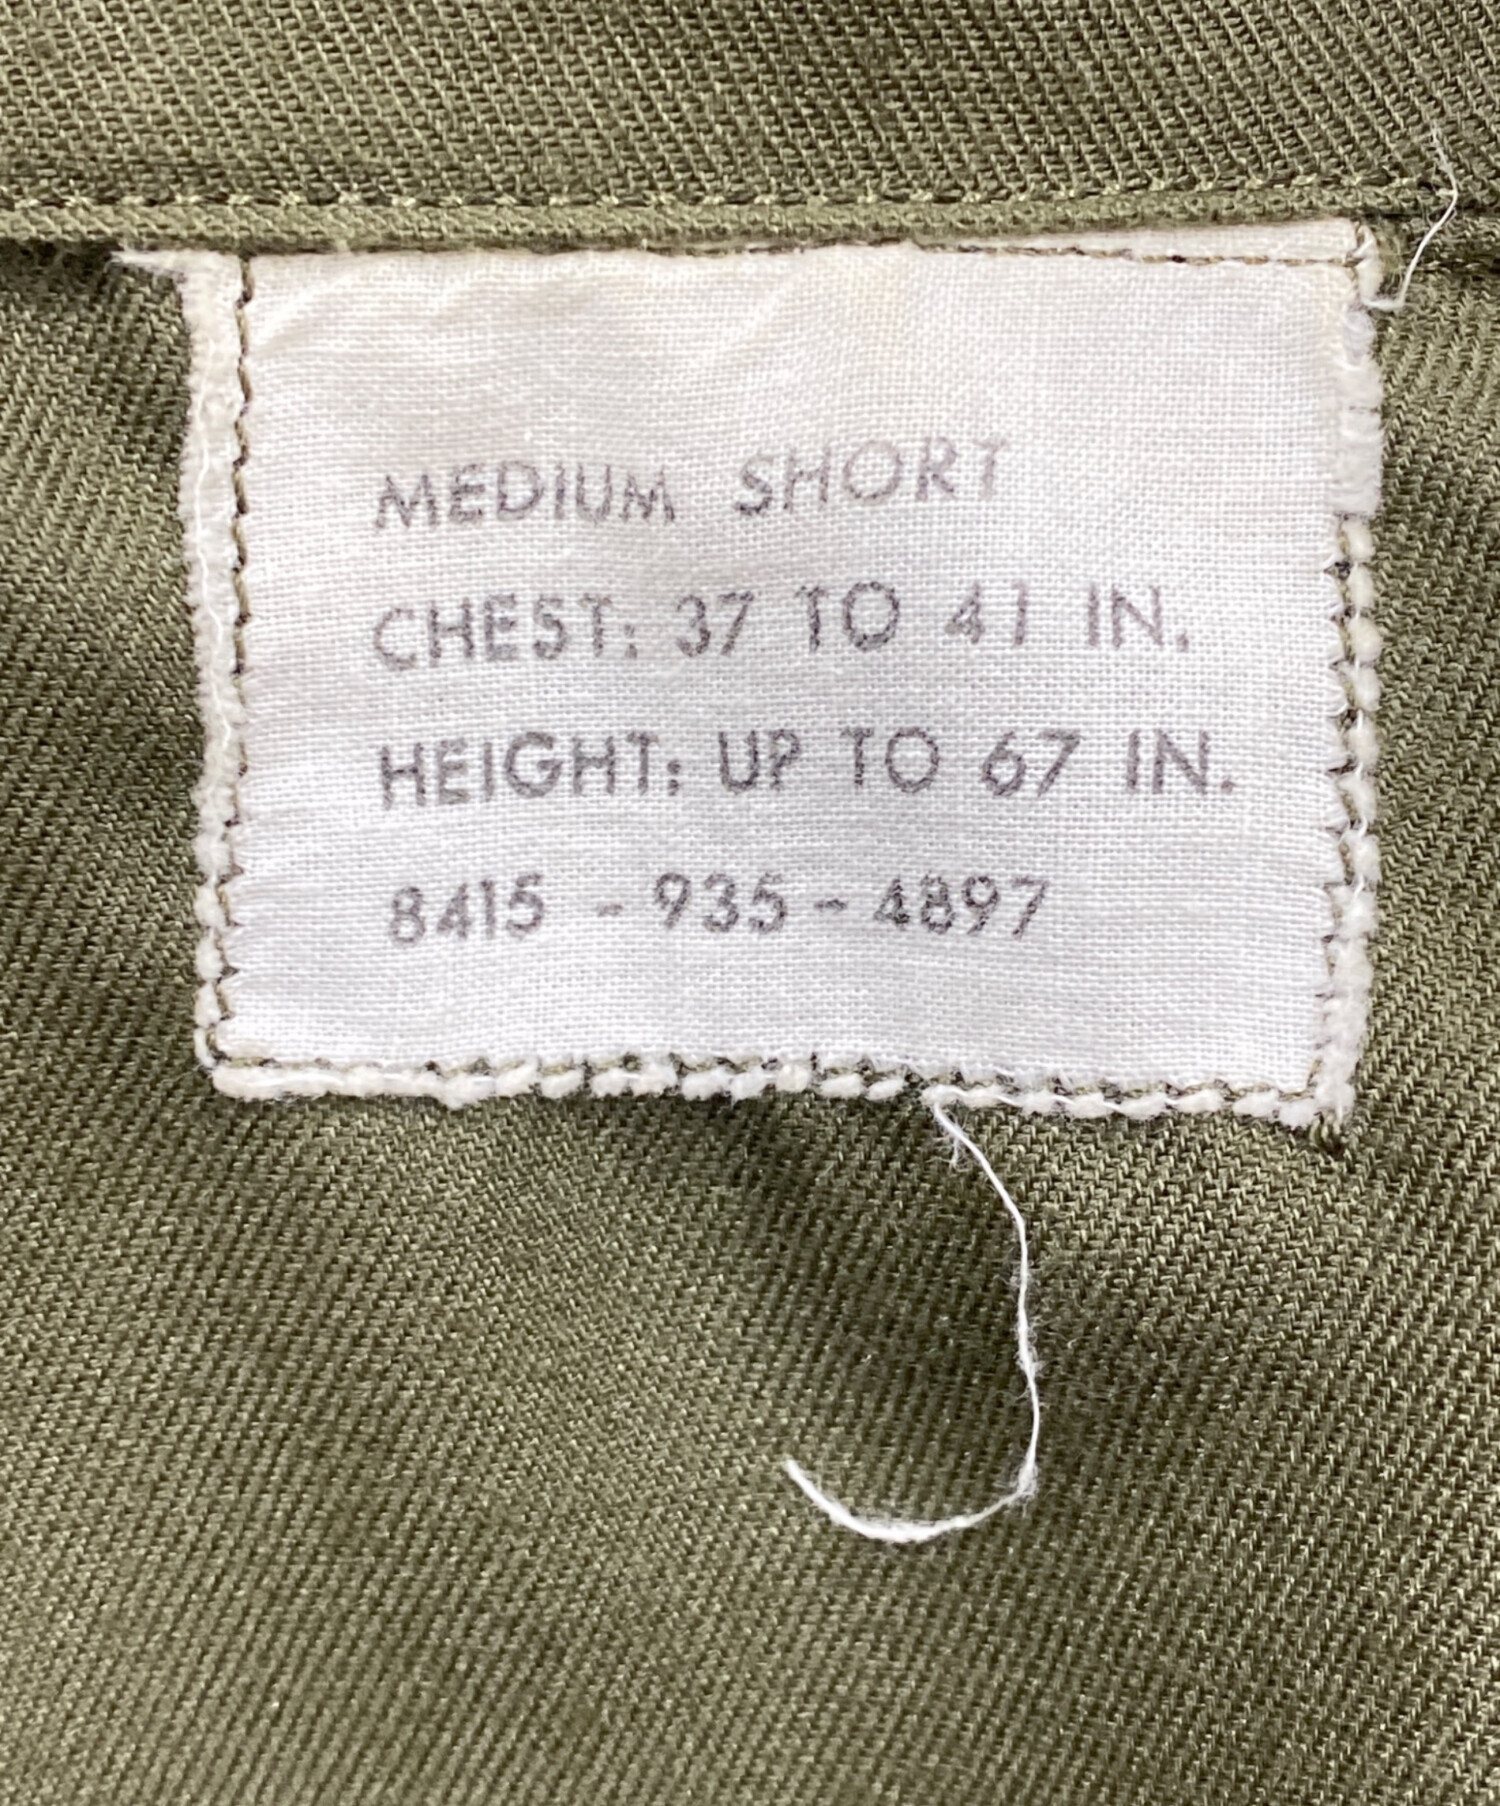 MEDIUM SHORT
CHEST: 37 TO 41 IN.
HEIGHT: UP TO 67 IN.
8415 - 935 - 4897